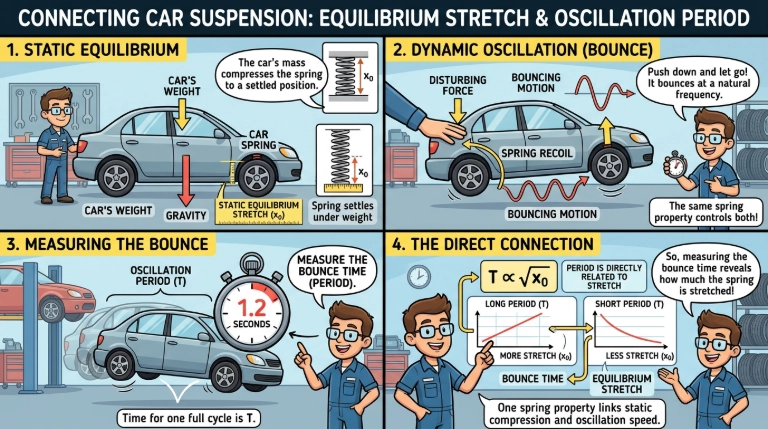 CONNECTING CAR SUSPENSION: EQUILIBRIUM STRETCH & OSCILLATION PERIOD
1. STATIC EQUILIBRIUM
CAR'S
WEIGHT
The car's mass
compresses the spring
to a settled position.
x₀
CAR
SPRING
x₀
STATIC EQUILIBRIUM
STRETCH (x₀)
CAR'S WEIGHT
GRAVITY
Spring settles
under weight
2. DYNAMIC OSCILLATION (BOUNCE)
DISTURBING
FORCE
BOUNCING
MOTION
Push down and let go!
It bounces at a natural
frequency.
SPRING RECOIL
BOUNCING MOTION
The same spring
property controls both!
3. MEASURING THE BOUNCE
OSCILLATION
PERIOD (T)
1.2
SECONDS
MEASURE THE
BOUNCE TIME
(PERIOD).
Time for one full cycle is T.
4. THE DIRECT CONNECTION
T ∝ √x₀
PERIOD IS DIRECTLY
RELATED TO
STRETCH
So, measuring the
bounce time reveals
how much the spring
is stretched!
LONG PERIOD (T)
MORE STRETCH (x₀)
SHORT PERIOD (T)
LESS STRETCH (x₀)
BOUNCE TIME
EQUILIBRIUM
STRETCH
One spring property links static
compression and oscillation speed.